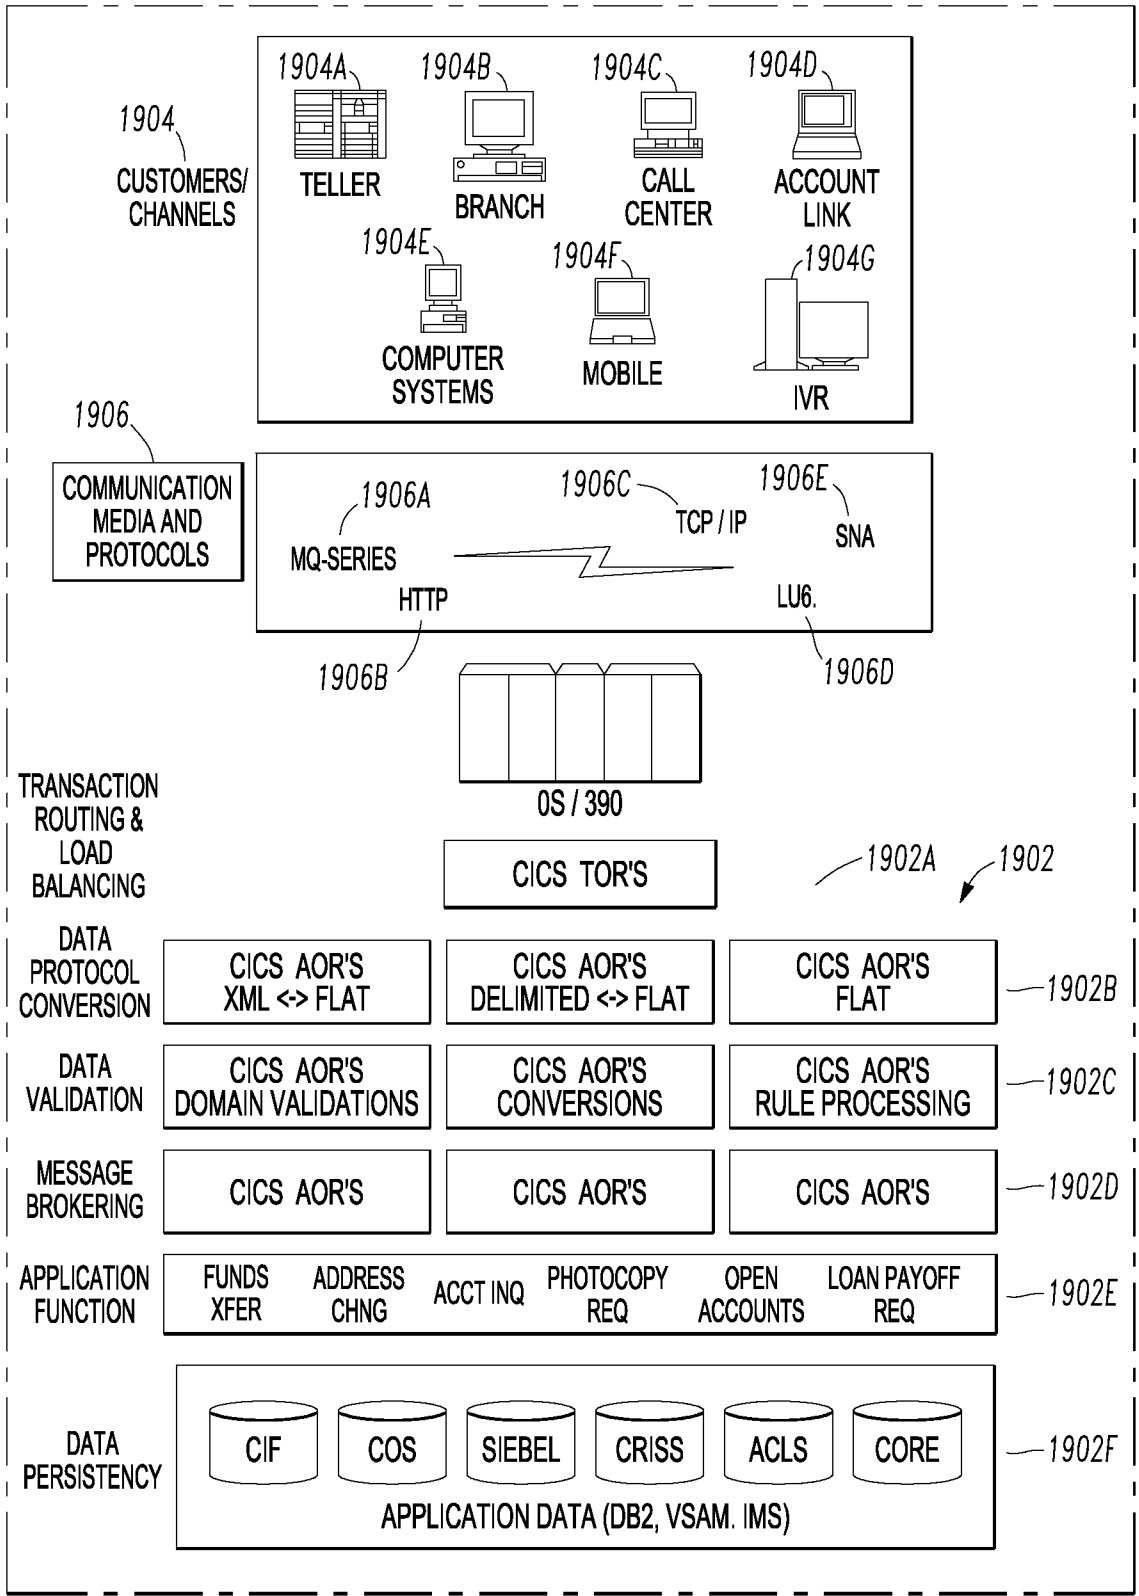 1904A
1904B
1904C
1904D
1904
CUSTOMERS/
CHANNELS
TELLER
BRANCH
CALL
CENTER
ACCOUNT
LINK
1904E
1904F
1904G
COMPUTER
SYSTEMS
MOBILE
IVR
1906
COMMUNICATION
MEDIA AND
PROTOCOLS
1906A
1906C
1906E
MQ-SERIES
TCP / IP
SNA
HTTP
LU6.
1906B
1906D
OS / 390
TRANSACTION
ROUTING &
LOAD
BALANCING
CICS TOR'S
1902A
1902
DATA
PROTOCOL
CONVERSION
CICS AOR'S
XML <-> FLAT
CICS AOR'S
DELIMITED <-> FLAT
CICS AOR'S
FLAT
1902B
DATA
VALIDATION
CICS AOR'S
DOMAIN VALIDATIONS
CICS AOR'S
CONVERSIONS
CICS AOR'S
RULE PROCESSING
1902C
MESSAGE
BROKERING
CICS AOR'S
CICS AOR'S
CICS AOR'S
1902D
APPLICATION
FUNCTION
FUNDS
XFER
ADDRESS
CHNG
ACCT INQ
PHOTOCOPY
REQ
OPEN
ACCOUNTS
LOAN PAYOFF
REQ
1902E
DATA
PERSISTENCY
CIF
COS
SIEBEL
CRISS
ACLS
CORE
APPLICATION DATA (DB2, VSAM. IMS)
1902F